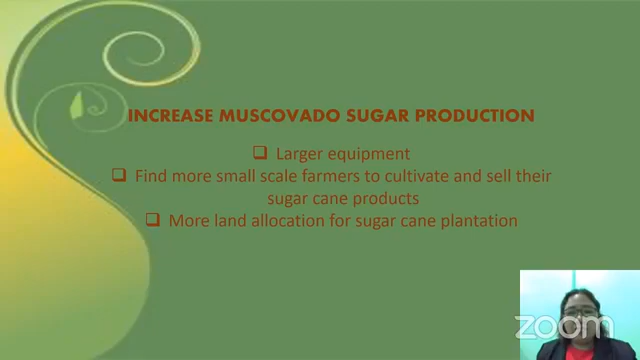 INCREASE MUSCOVADO SUGAR PRODUCTION
❑ Larger equipment
❑ Find more small scale farmers to cultivate and sell their
sugar cane products
❑ More land allocation for sugar cane plantation
zoom